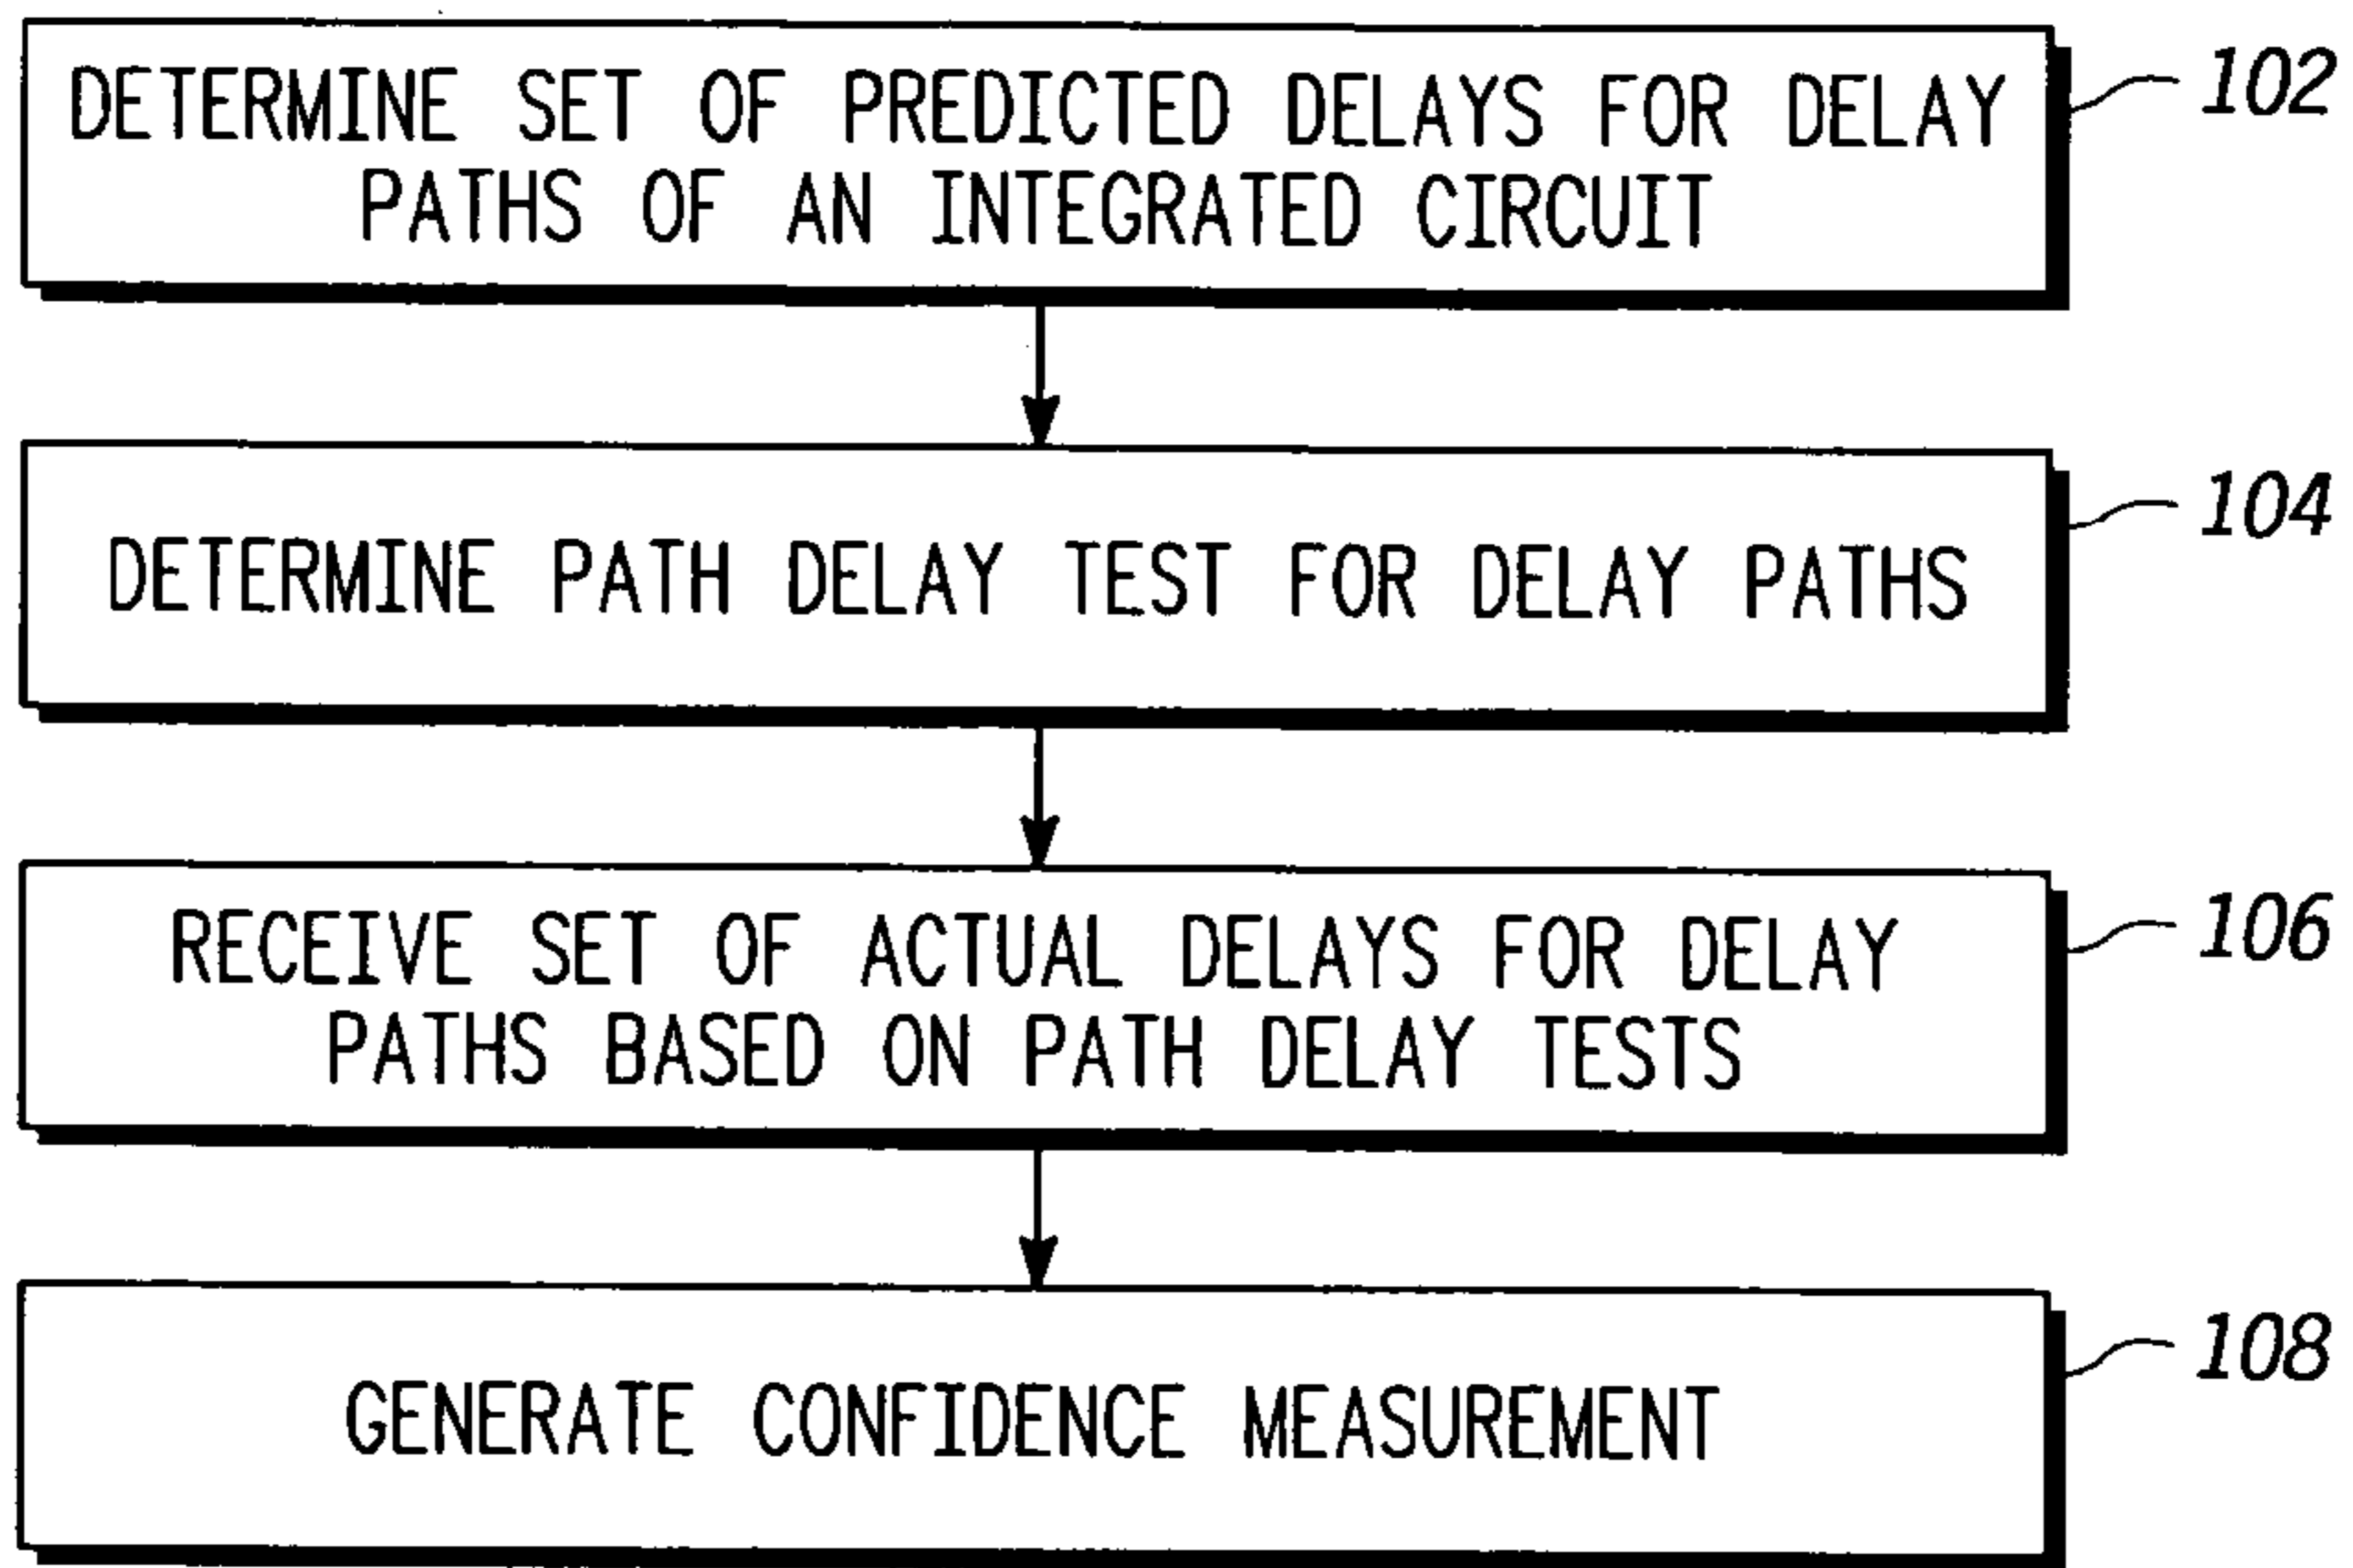 DETERMINE SET OF PREDICTED DELAYS FOR DELAY
PATHS OF AN INTEGRATED CIRCUIT
102
DETERMINE PATH DELAY TEST FOR DELAY PATHS
104
RECEIVE SET OF ACTUAL DELAYS FOR DELAY
PATHS BASED ON PATH DELAY TESTS
106
GENERATE CONFIDENCE MEASUREMENT
108